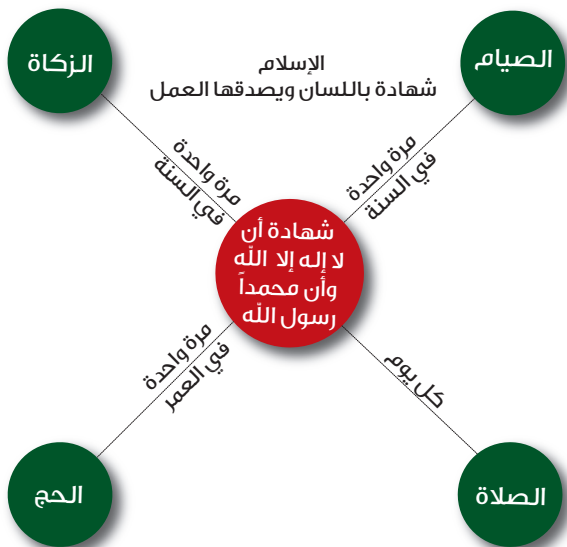 الصيام
الزكاة
الإسلام
شهادة باللسان ويصدقها العمل
مرة واحدة
في السنة
مرة واحدة
في السنة
شهادة أن
لا إله إلا الله
وأن محمداً
رسول الله
كل يوم
مرة واحدة
في العمر
الصلاة
الحج